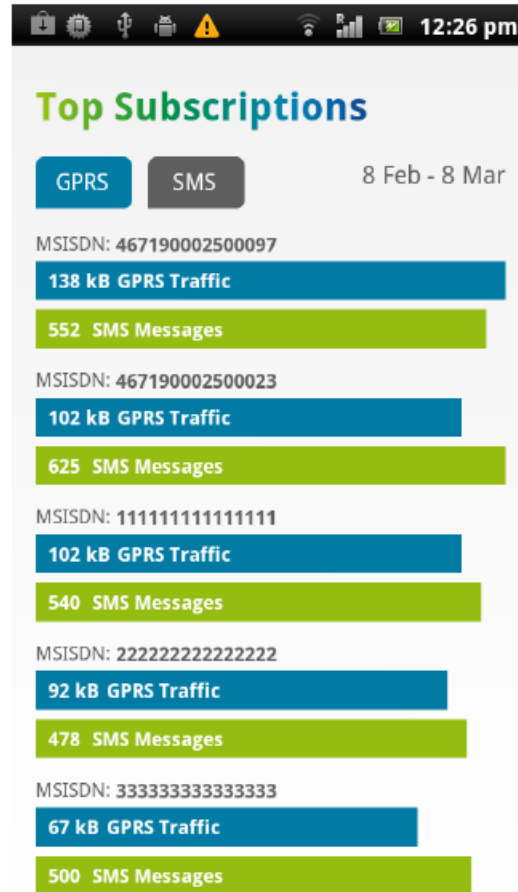 R
12:26 pm
Top Subscriptions
GPRS SMS 8 Feb - 8 Mar
MSISDN: 467190002500097
138 kB GPRS Traffic
552 SMS Messages
MSISDN: 467190002500023
102 kB GPRS Traffic
625 SMS Messages
MSISDN: 111111111111111
102 kB GPRS Traffic
540 SMS Messages
MSISDN: 222222222222222
92 kB GPRS Traffic
478 SMS Messages
MSISDN: 333333333333333
67 kB GPRS Traffic
500 SMS Messages